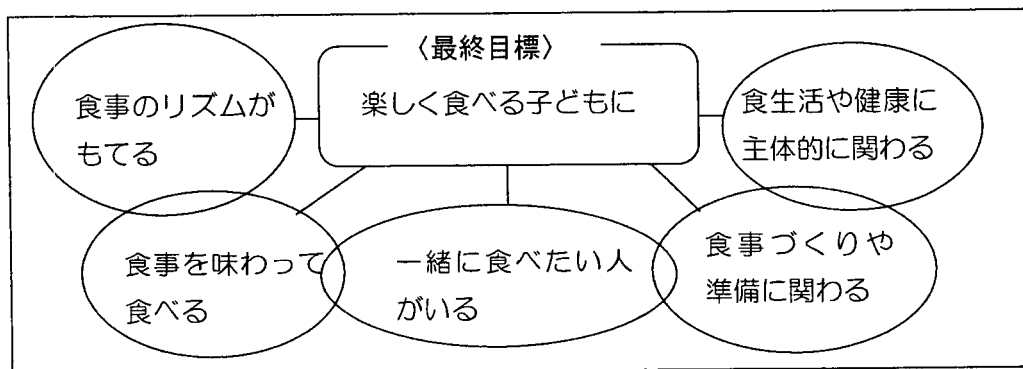 〈最終目標〉
楽しく食べる子どもに
食事のリズムが
もてる
食生活や健康に
主体的に関わる
食事を味わって
食べる
一緒に食べたい人
がいる
食事づくりや
準備に関わる